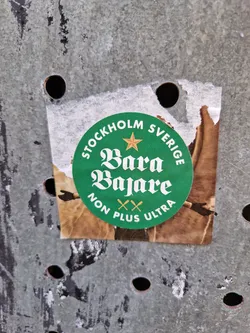 STOCKHOLM SVERIGE
Bara
Bajare
NON PLUS ULTRA